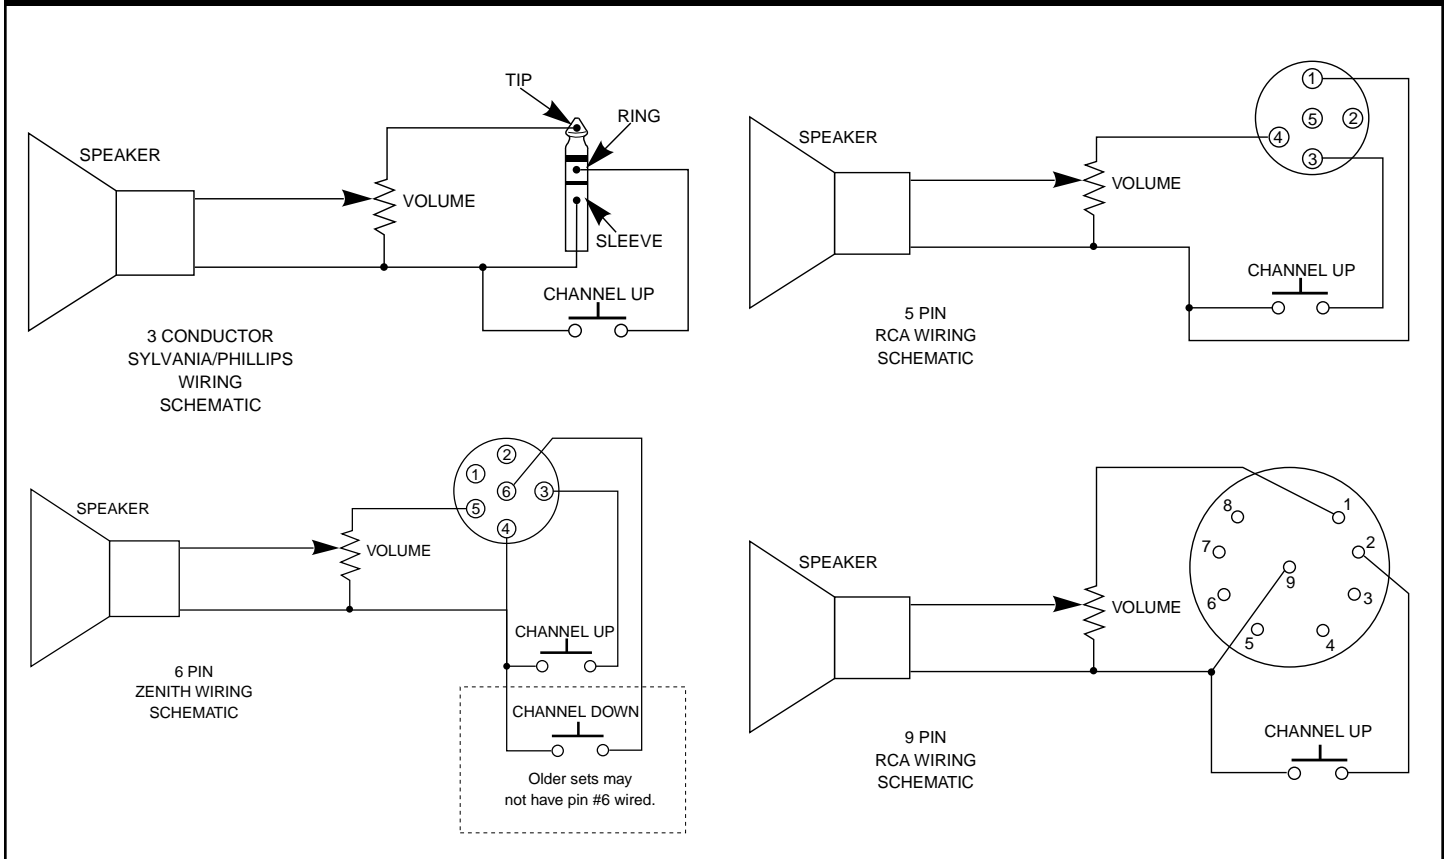 TIP
RING
SPEAKER
VOLUME
SLEEVE
CHANNEL UP
3 CONDUCTOR
SYLVANIA/PHILLIPS
WIRING
SCHEMATIC
1
5
2
4
3
SPEAKER
VOLUME
CHANNEL UP
5 PIN
RCA WIRING
SCHEMATIC
2
1
6
3
5
4
SPEAKER
VOLUME
CHANNEL UP
6 PIN
ZENITH WIRING
SCHEMATIC
CHANNEL DOWN
Older sets may
not have pin #6 wired.
8
1
7
2
9
6
3
5
4
SPEAKER
VOLUME
CHANNEL UP
9 PIN
RCA WIRING
SCHEMATIC